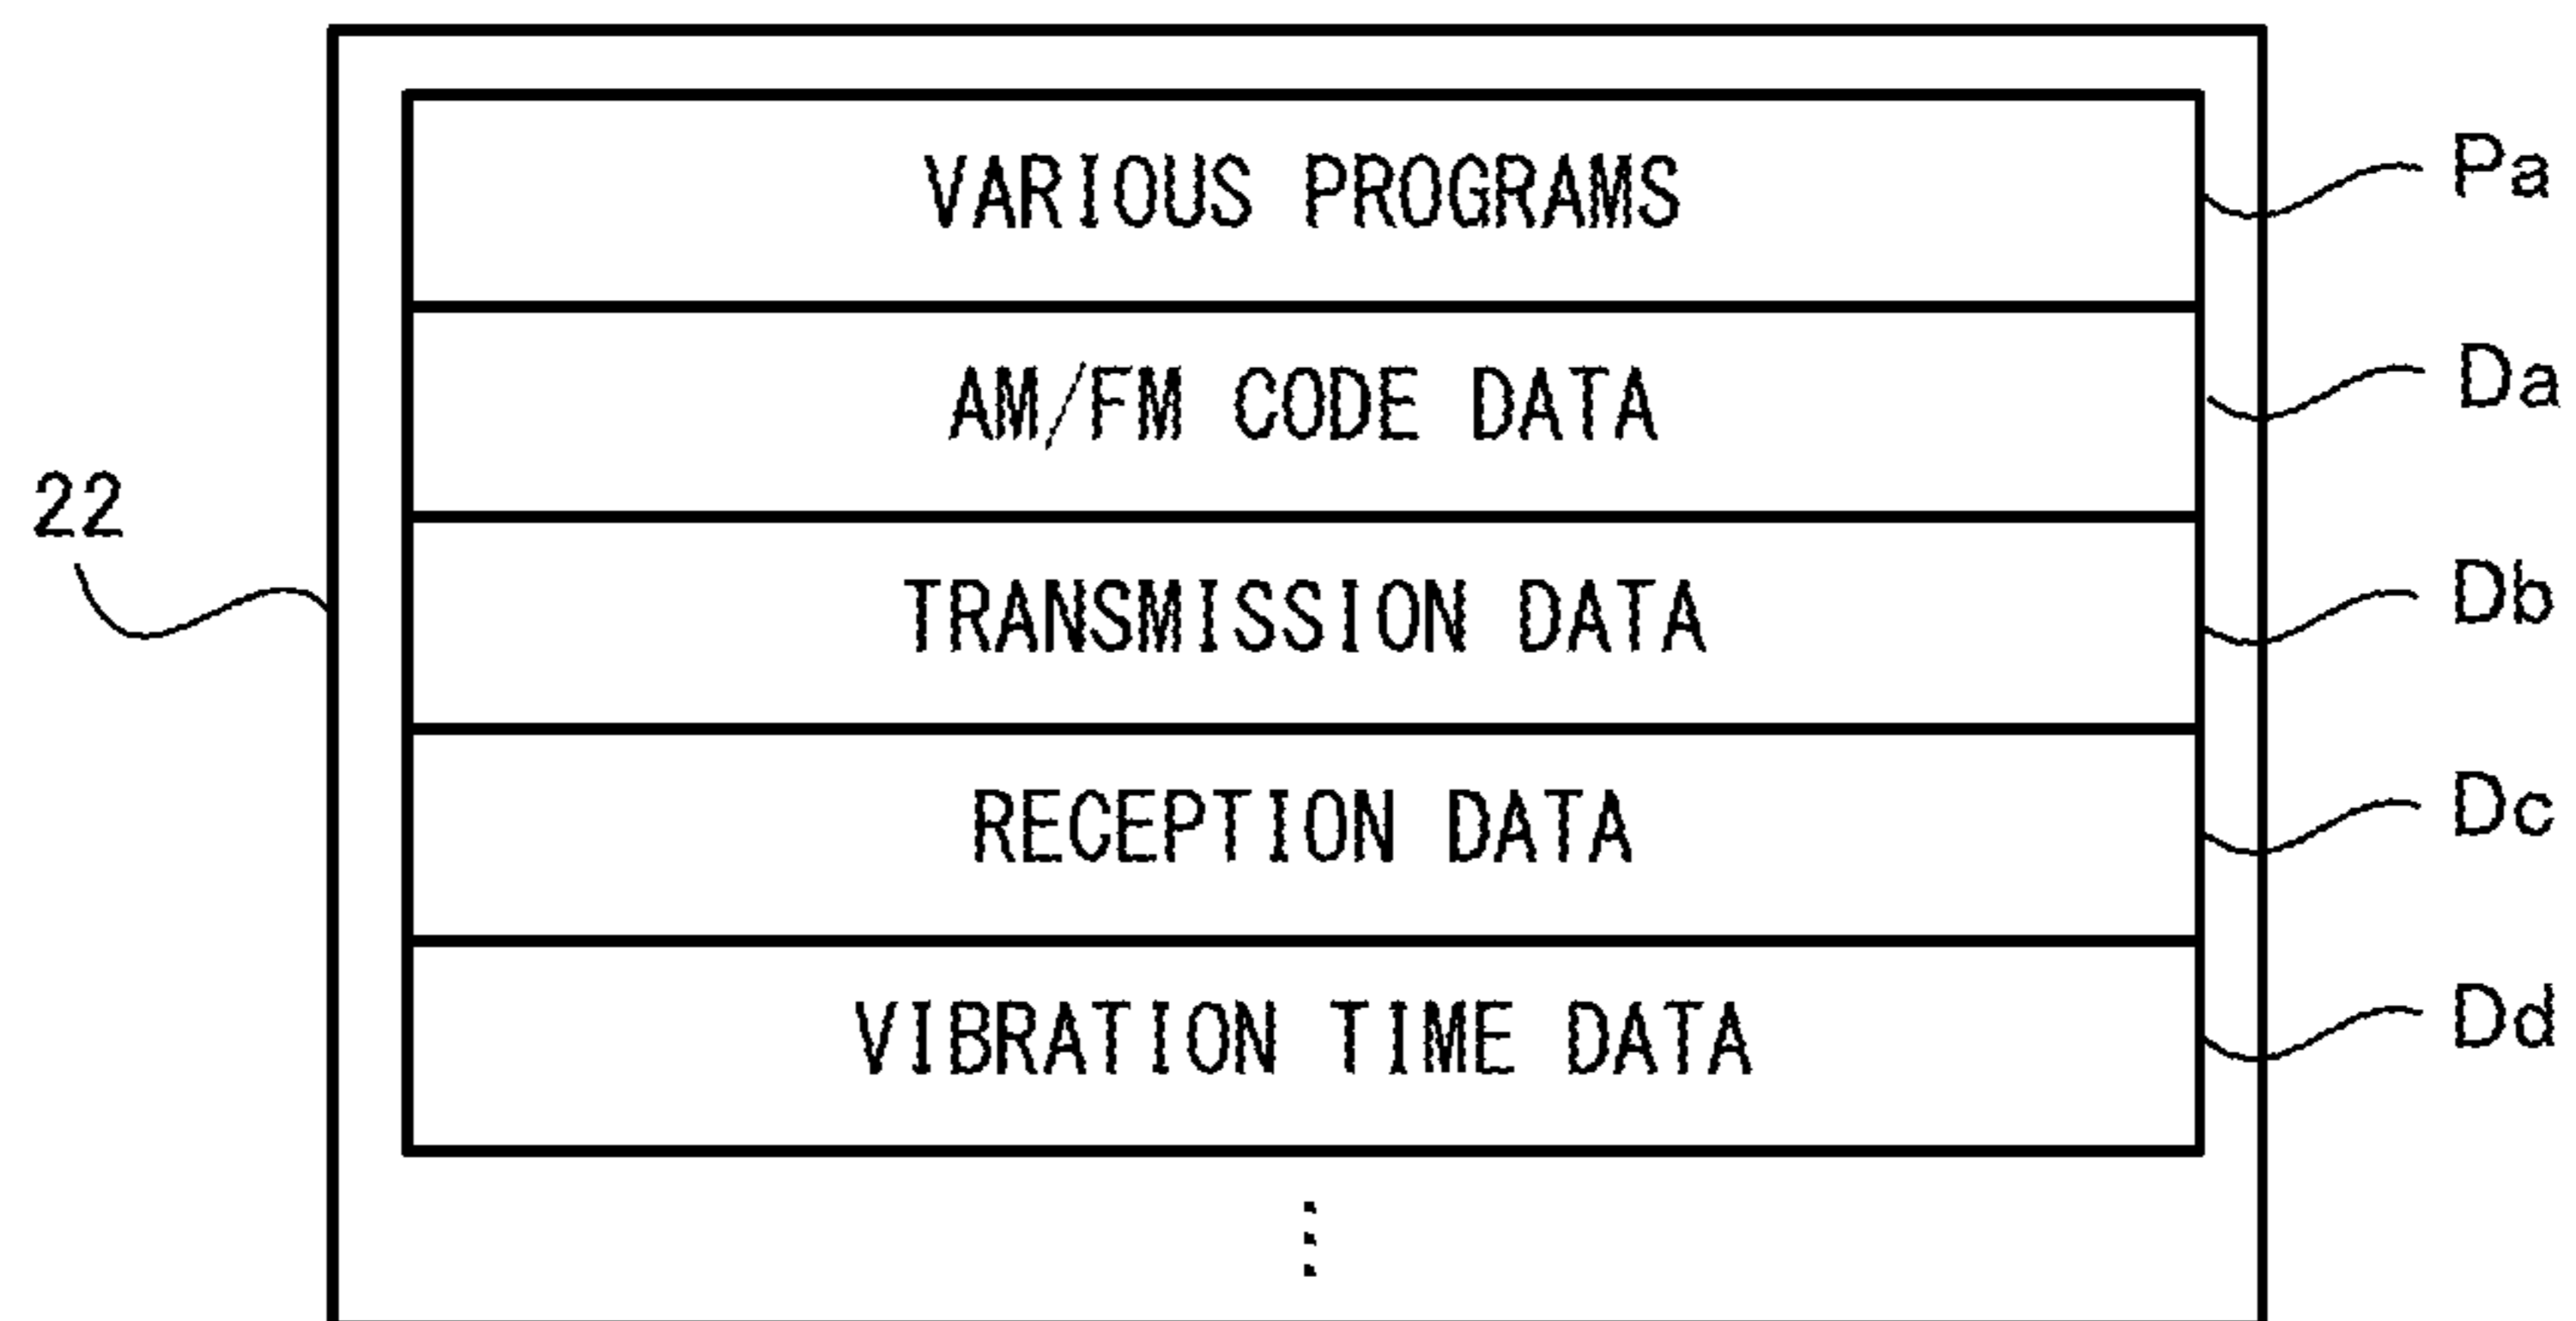 VARIOUS PROGRAMS Pa
AM/FM CODE DATA Da
22
TRANSMISSION DATA Db
RECEPTION DATA Dc
VIBRATION TIME DATA Dd